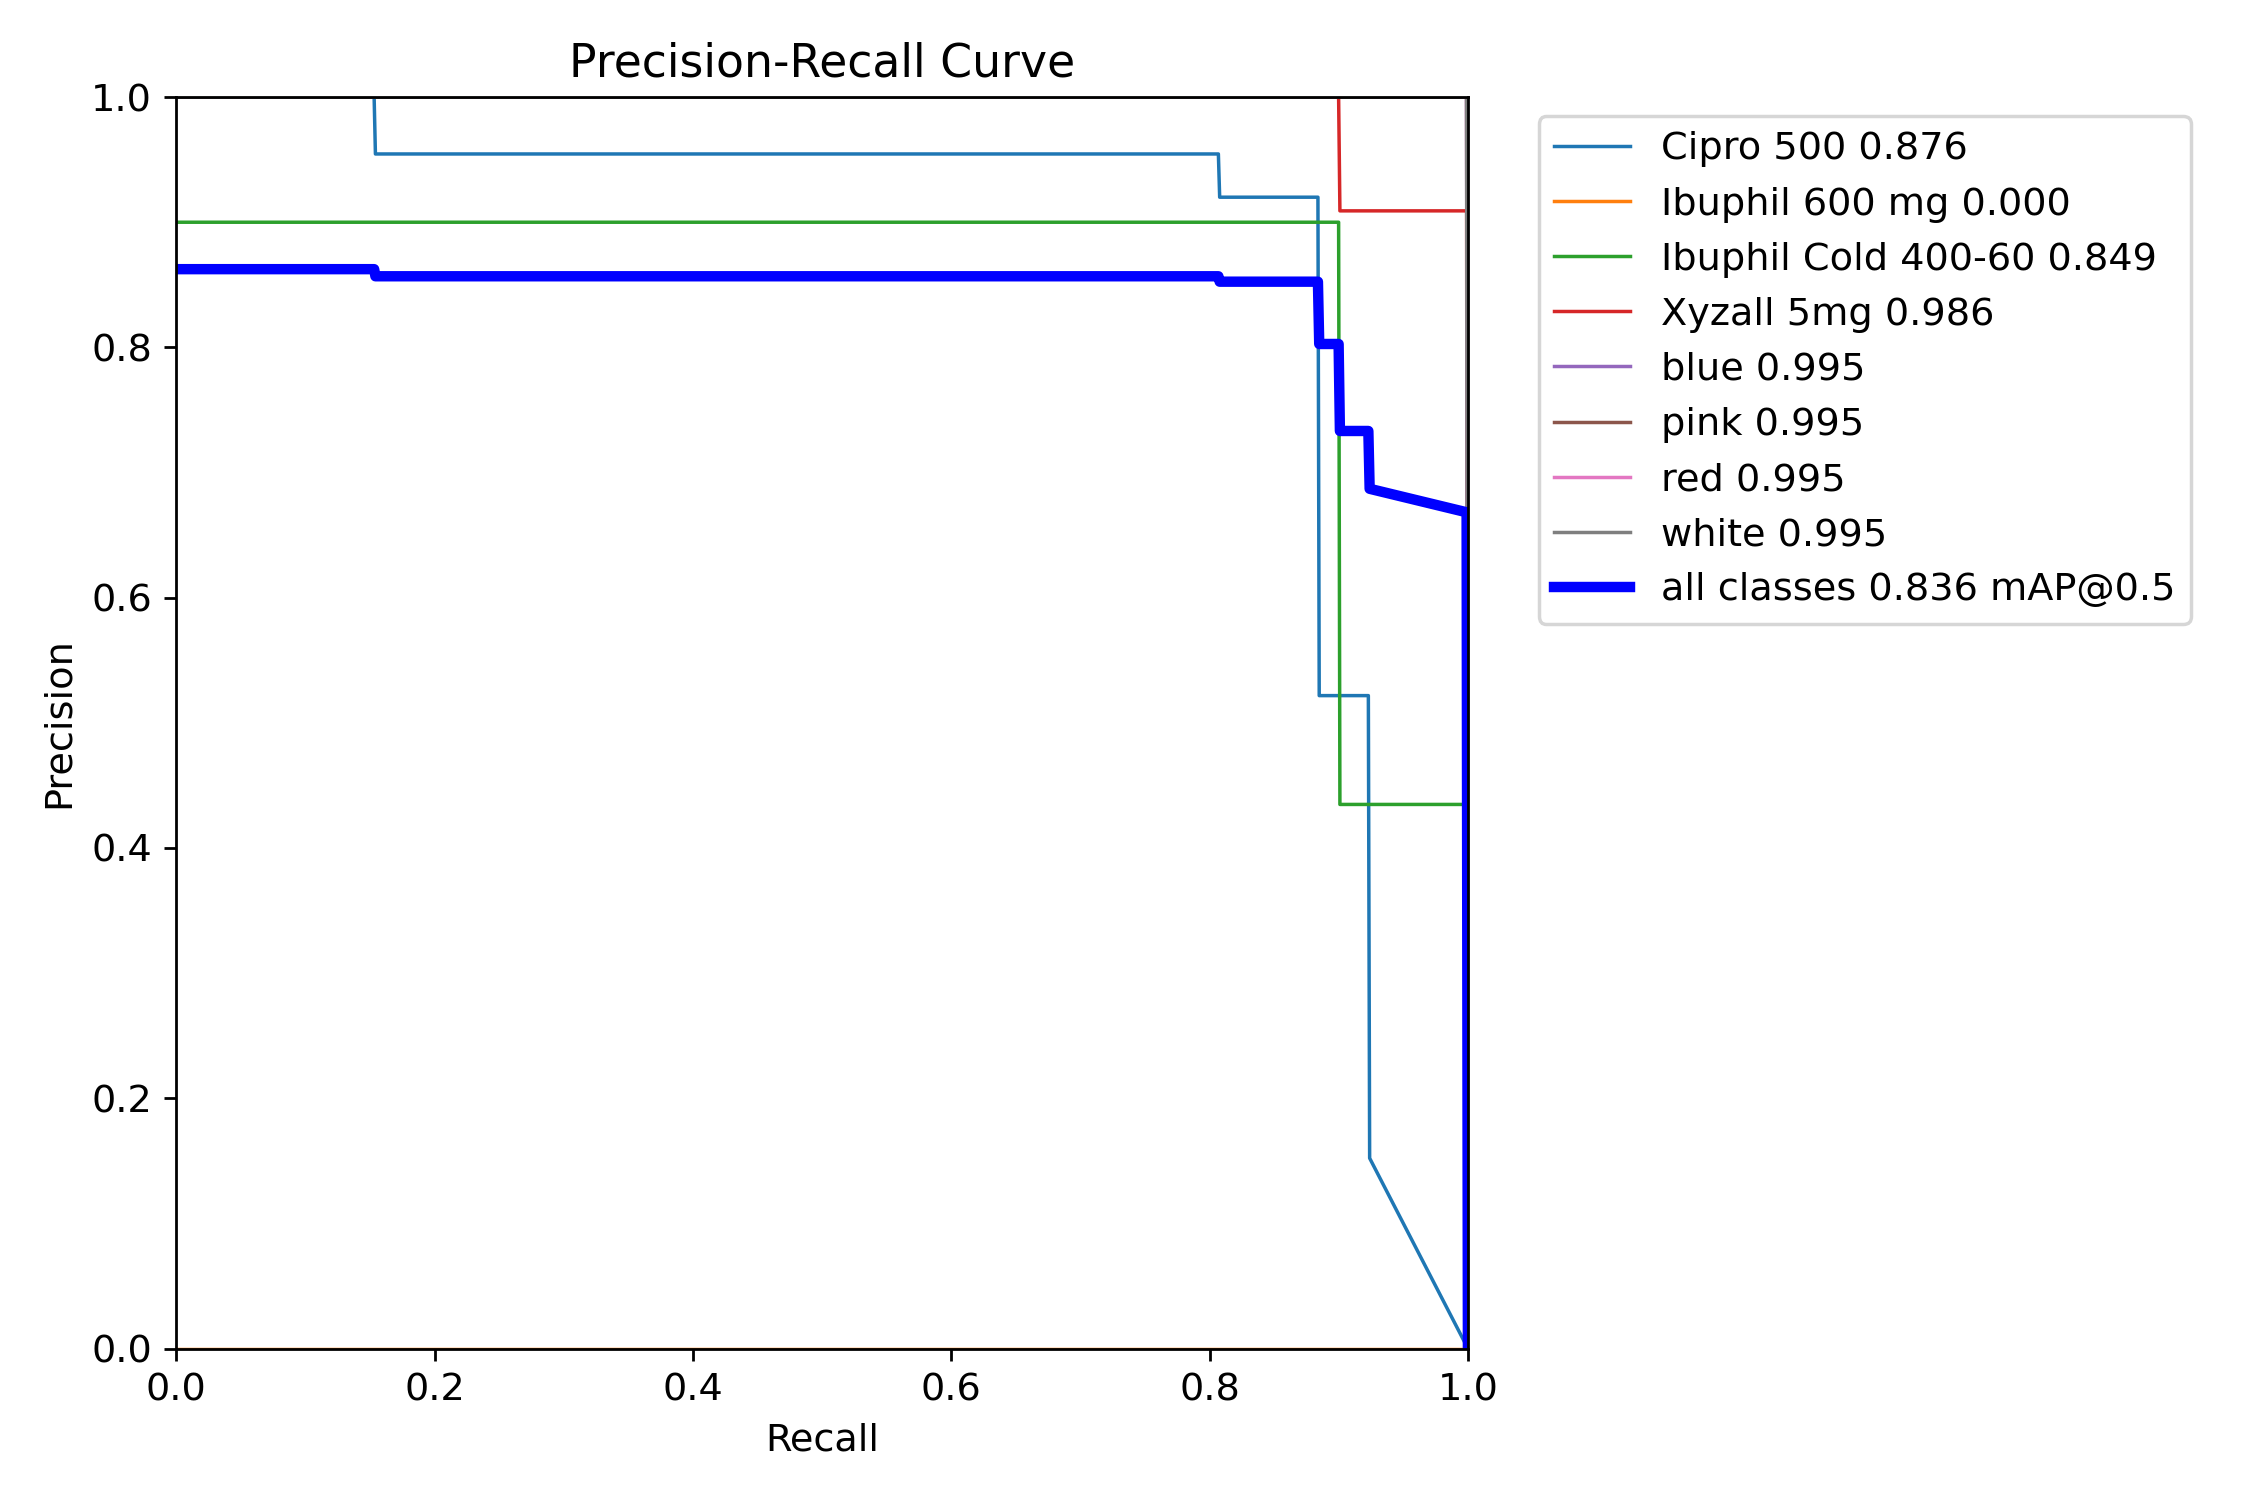 Precision-Recall Curve
1.0
0.8
0.6
0.4
0.2
0.0
Precision
0.0 0.2 0.4 0.6 0.8 1.0
Recall
Cipro 500 0.876
Ibuphil 600 mg 0.000
Ibuphil Cold 400-60 0.849
Xyzall 5mg 0.986
blue 0.995
pink 0.995
red 0.995
white 0.995
all classes 0.836 mAP@0.5